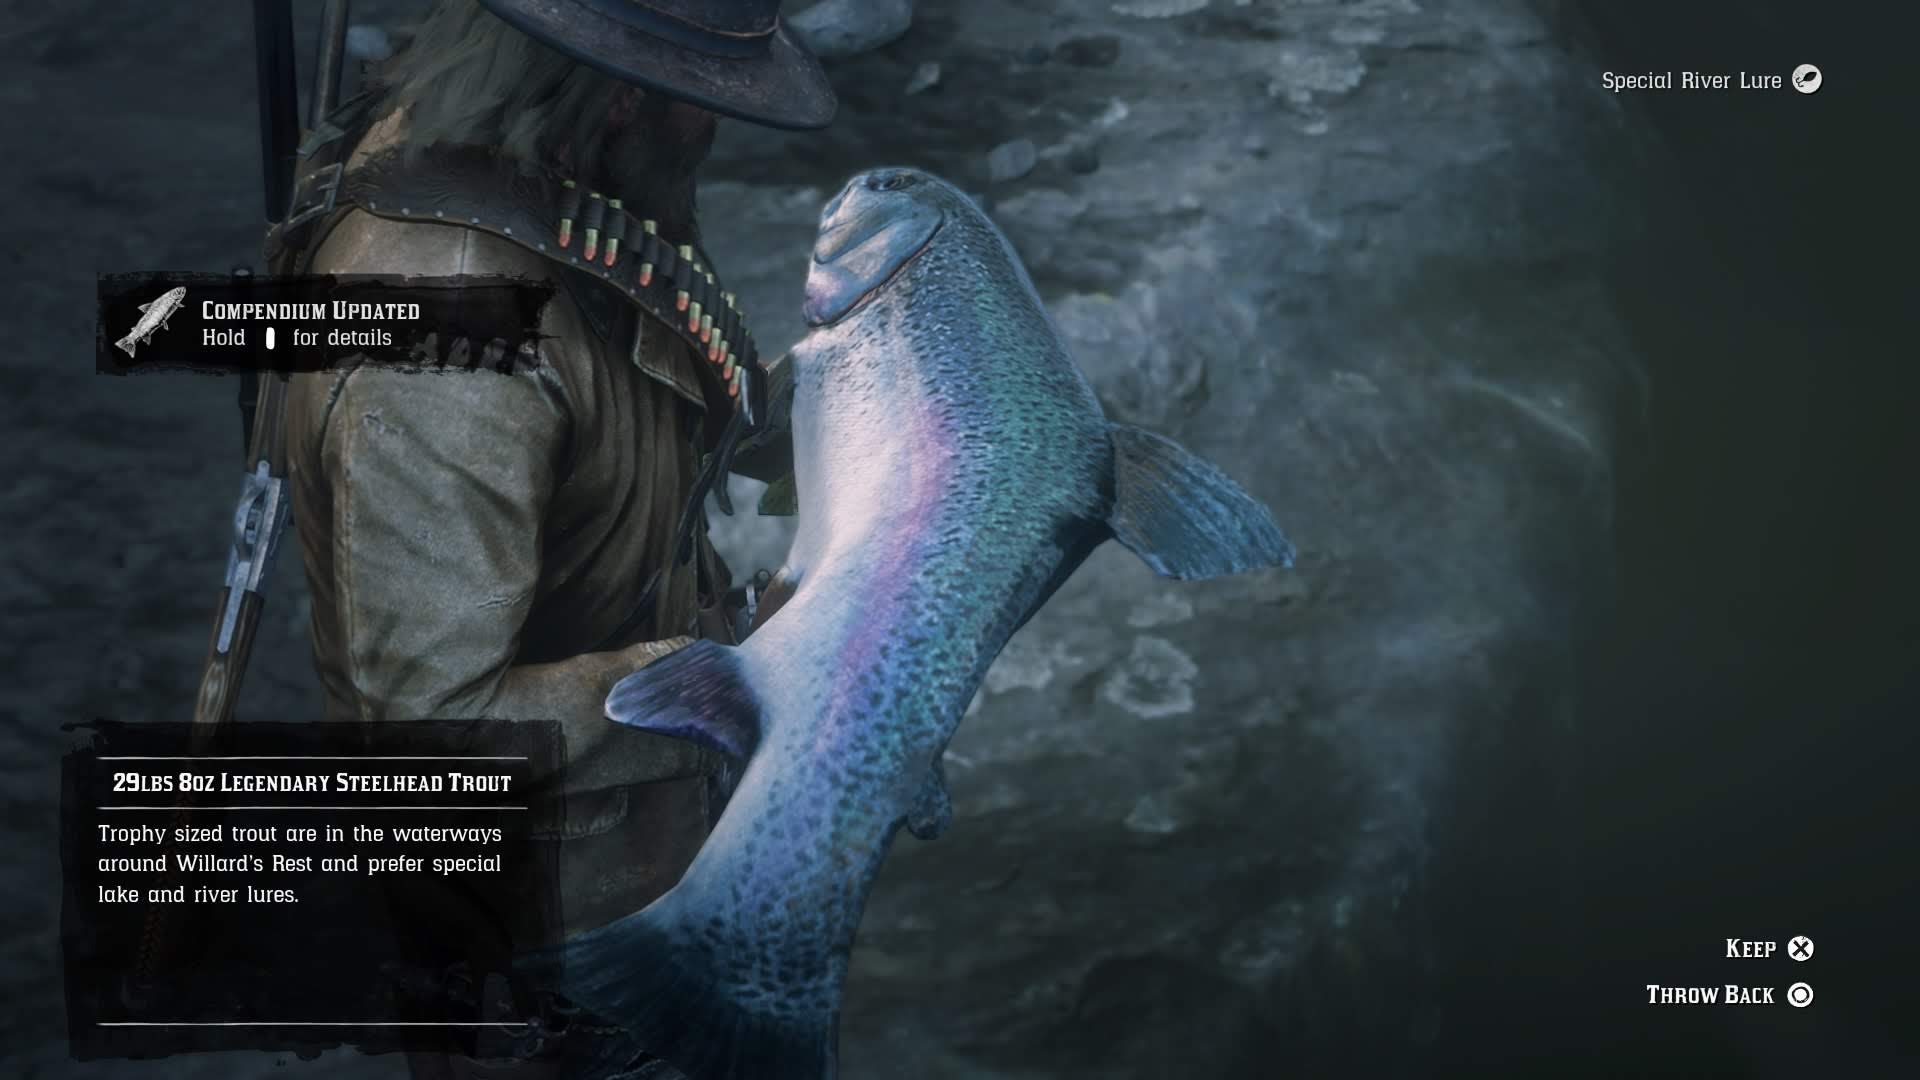 Special River Lure
Compendium Updated
Hold for details
29lbs 8oz Legendary Steelhead Trout
Trophy sized trout are in the waterways
around Willard's Rest and prefer special
lake and river lures.
Keep
Throw Back